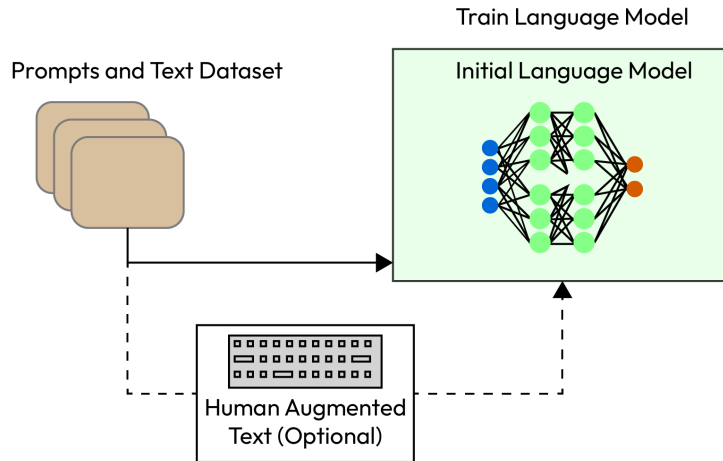 Train Language Model
Prompts and Text Dataset
Initial Language Model
Human Augmented
Text (Optional)